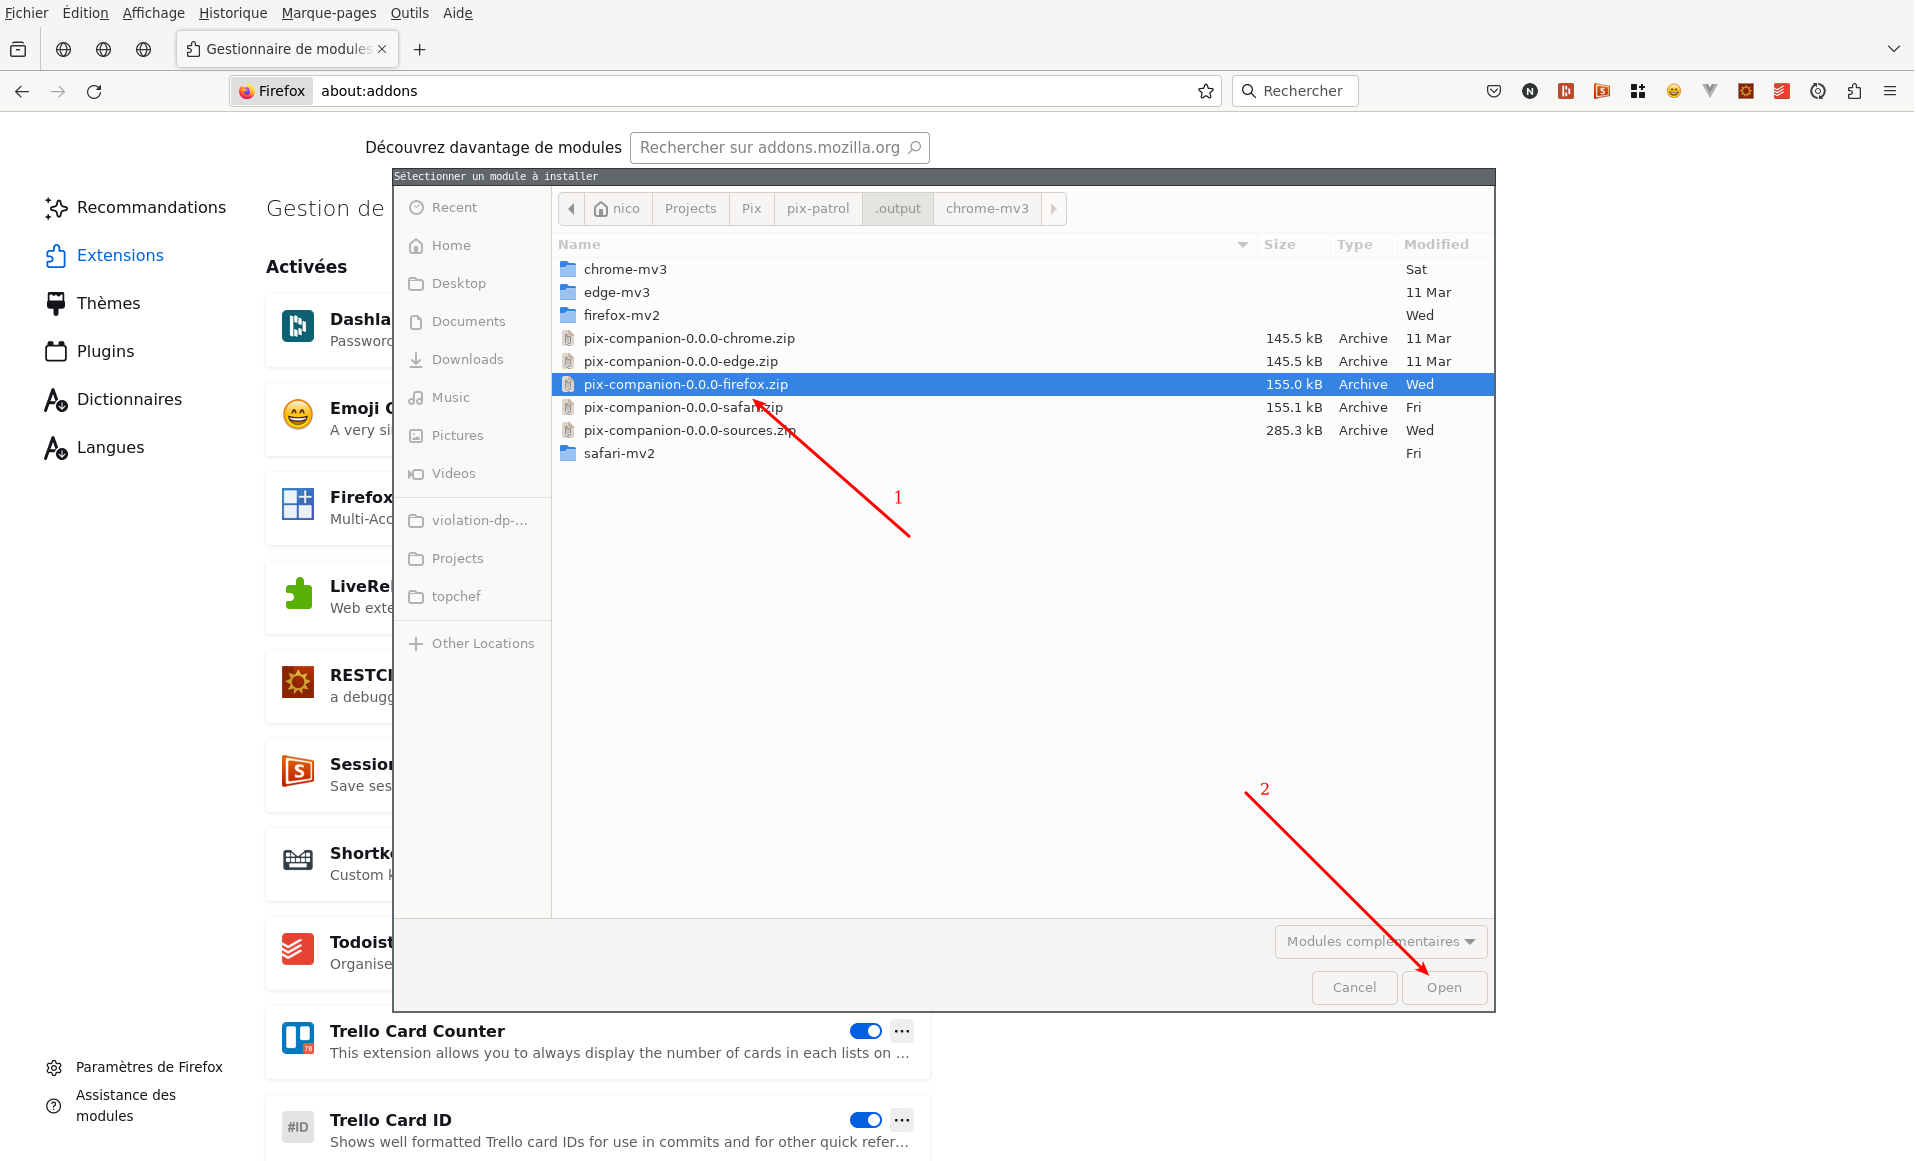 Fichier Édition Affichage Historique Marque-pages Outils Aide
Gestionnaire de modules
Firefox about:addons
Rechercher
Découvrez davantage de modules
Rechercher sur addons.mozilla.org
Recommandations
Extensions
Thèmes
Plugins
Dictionnaires
Langues
Paramètres de Firefox
Assistance des
modules
Gestion de
Activées
Dashla
Password
Emoji
A very si
Firefox
Multi-Acc
LiveRe
Web exte
RESTCl
a debugg
Session
Save ses
Shortke
Custom k
Todoist
Organise
Trello Card Counter
This extension allows you to always display the number of cards in each lists on ...
#ID
Trello Card ID
Shows well formatted Trello card IDs for use in commits and for other quick refer...
Sélectionner un module à installer
Recent
Home
Desktop
Documents
Downloads
Music
Pictures
Videos
violation-dp-...
Projects
topchef
Other Locations
nico Projects Pix pix-patrol .output chrome-mv3
Name Size Type Modified
chrome-mv3 Sat
edge-mv3 11 Mar
firefox-mv2 Wed
pix-companion-0.0.0-chrome.zip 145.5 kB Archive 11 Mar
pix-companion-0.0.0-edge.zip 145.5 kB Archive 11 Mar
pix-companion-0.0.0-firefox.zip 155.0 kB Archive Wed
pix-companion-0.0.0-safari.zip 155.1 kB Archive Fri
pix-companion-0.0.0-sources.zip 285.3 kB Archive Wed
safari-mv2 Fri
1
2
Modules complémentaires
Cancel Open